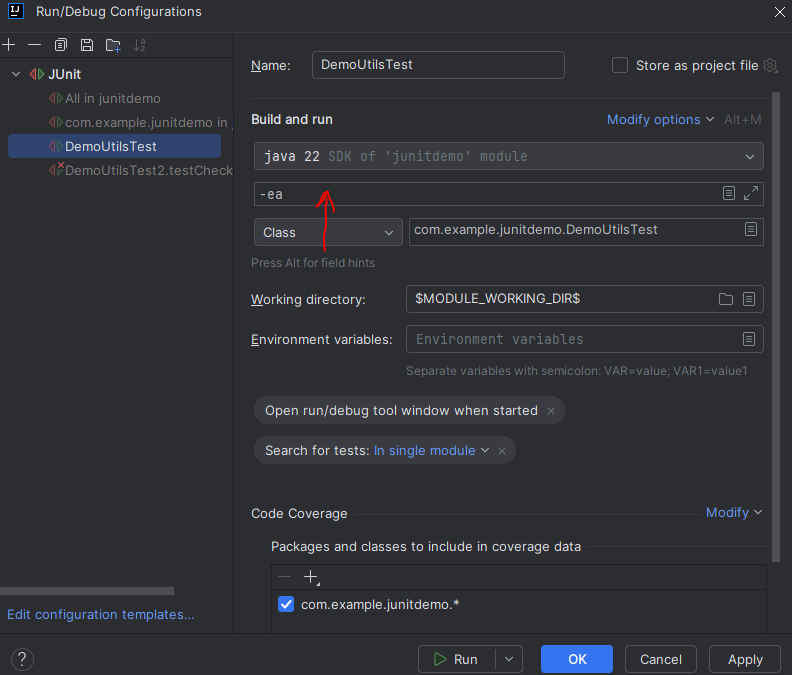 IJ
Run/Debug Configurations
JUnit
All in junitdemo
com.example.junitdemo in
DemoUtilsTest
DemoUtilsTest2.testCheck
Edit configuration templates...
Name:
DemoUtilsTest
Store as project file
Build and run
Modify options
Alt+M
java 22 SDK of 'junitdemo' module
-ea
Class
com.example.junitdemo.DemoUtilsTest
Press Alt for field hints
Working directory:
$MODULE_WORKING_DIR$
Environment variables:
Environment variables
Separate variables with semicolon: VAR=value; VAR1=value1
Open run/debug tool window when started
Search for tests: In single module
Code Coverage
Modify
Packages and classes to include in coverage data
com.example.junitdemo.*
?
Run
OK
Cancel
Apply